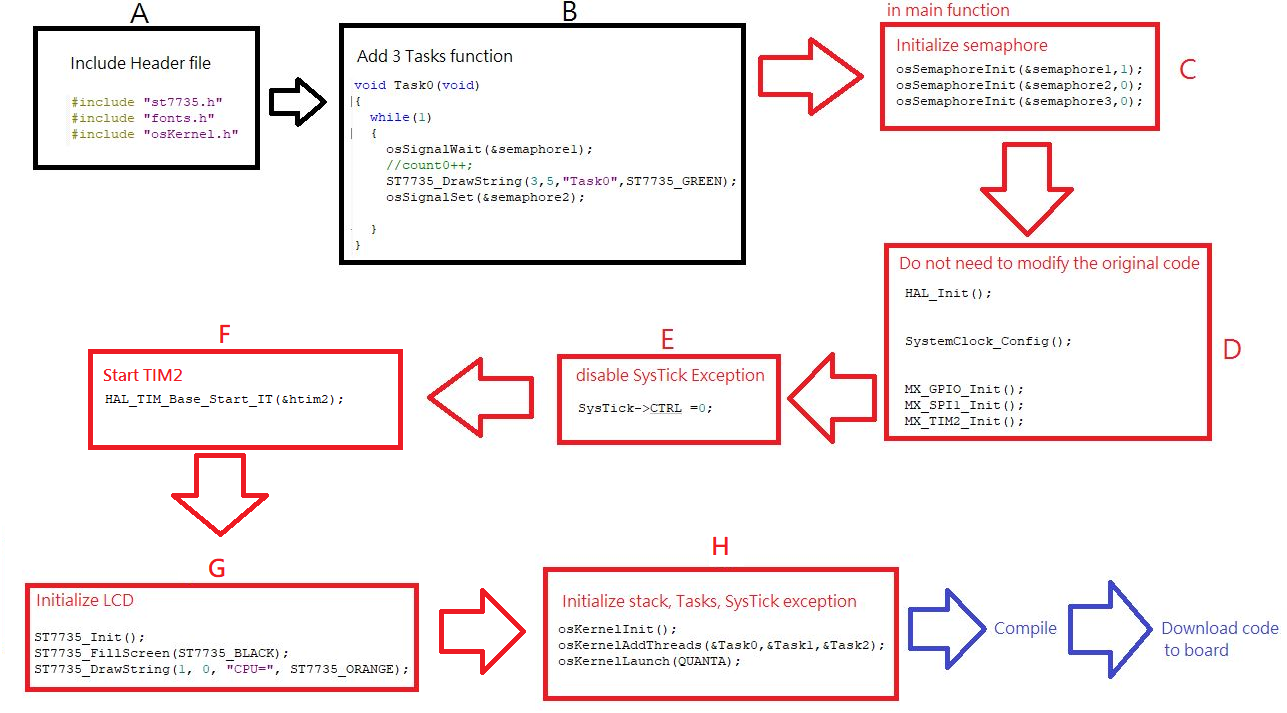 A
Include Header file
#include "st7735.h"
#include "fonts.h"
#include "osKernel.h"
B
Add 3 Tasks function
void Task0(void)
{
while(1)
{
osSignalWait(&semaphore1);
//count0++;
ST7735_DrawString(3,5,"Task0",ST7735_GREEN);
osSignalSet(&semaphore2);
}
}
in main function
Initialize semaphore
osSemaphoreInit(&semaphore1,1);
osSemaphoreInit(&semaphore2,0);
osSemaphoreInit(&semaphore3,0);
C
Do not need to modify the original code
HAL_Init();
SystemClock_Config();
MX_GPIO_Init();
MX_SPI1_Init();
MX_TIM2_Init();
D
E
disable SysTick Exception
SysTick->CTRL =0;
F
Start TIM2
HAL_TIM_Base_Start_IT(&htim2);
G
Initialize LCD
ST7735_Init();
ST7735_FillScreen(ST7735_BLACK);
ST7735_DrawString(1, 0, "CPU=", ST7735_ORANGE);
H
Initialize stack, Tasks, SysTick exception
osKernelInit();
osKernelAddThreads(&Task0,&Task1,&Task2);
osKernelLaunch(QUANTA);
Compile
Download code
to board